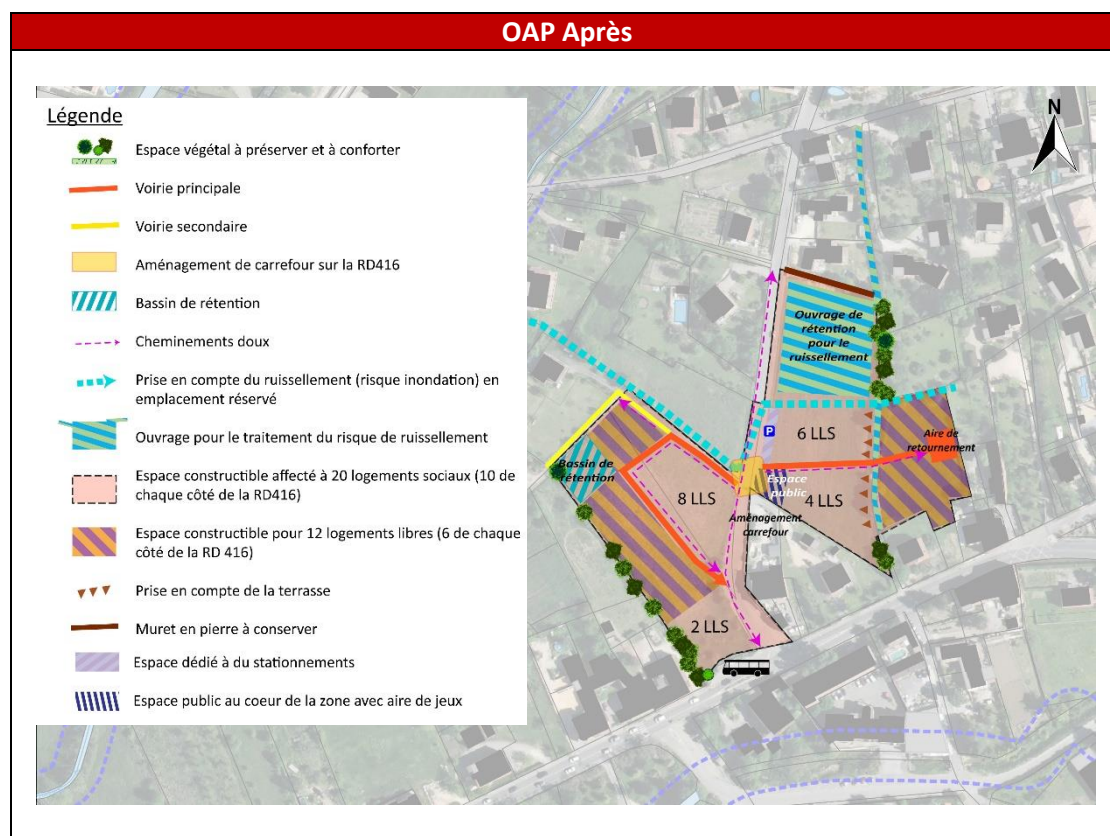 OAP Après
Légende
Espace végétal à préserver et à conforter
Voirie principale
Voirie secondaire
Aménagement de carrefour sur la RD416
Bassin de rétention
Cheminements doux
Prise en compte du ruissellement (risque inondation) en
emplacement réservé
Ouvrage pour le traitement du risque de ruissellement
Espace constructible affecté à 20 logements sociaux (10 de
chaque côté de la RD416)
Espace constructible pour 12 logements libres (6 de chaque
côté de la RD 416)
Prise en compte de la terrasse
Muret en pierre à conserver
Espace dédié à du stationnements
Espace public au coeur de la zone avec aire de jeux
N
Ouvrage de
rétention
pour le
ruissellement
P
6 LLS
Aire de
retournement
Bassin de
rétention
8 LLS
Espace
public
4 LLS
Aménagement
carrefour
2 LLS